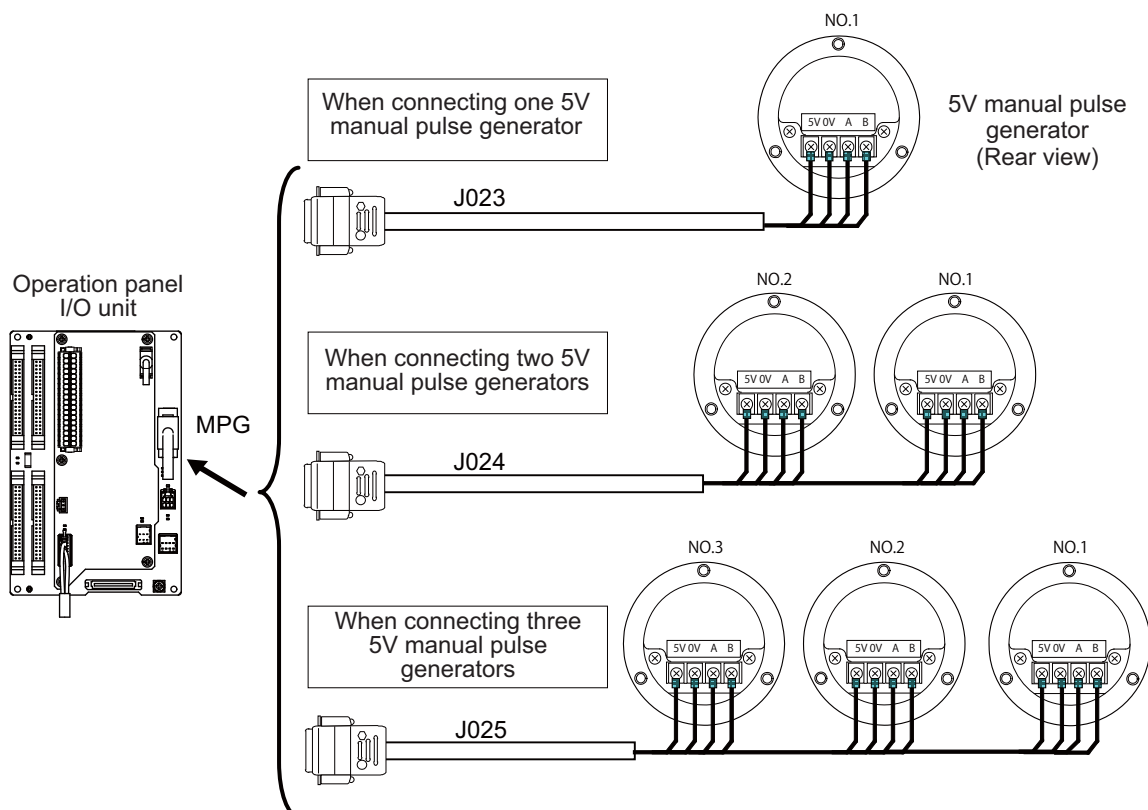 NO.1
When connecting one 5V
manual pulse generator
5V 0V A B
5V manual pulse
generator
(Rear view)
J023
Operation panel
I/O unit
MPG
NO.2
NO.1
When connecting two 5V
manual pulse generators
5V 0V A B
5V 0V A B
J024
NO.3
NO.2
NO.1
When connecting three
5V manual pulse
generators
5V 0V A B
5V 0V A B
5V 0V A B
J025